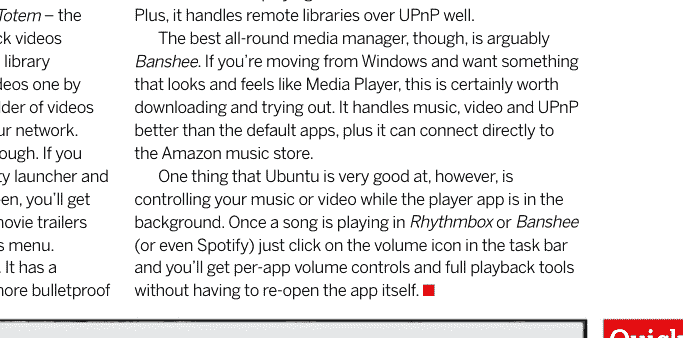 Totem – the
ck videos
library
deos one by
lder of videos
ur network.
ough. If you
ty launcher and
en, you'll get
movie trailers
s menu.
. It has a
more bulletproof
Plus, it handles remote libraries over UPnP well.
The best all-round media manager, though, is arguably
Banshee. If you're moving from Windows and want something
that looks and feels like Media Player, this is certainly worth
downloading and trying out. It handles music, video and UPnP
better than the default apps, plus it can connect directly to
the Amazon music store.
One thing that Ubuntu is very good at, however, is
controlling your music or video while the player app is in the
background. Once a song is playing in Rhythmbox or Banshee
(or even Spotify) just click on the volume icon in the task bar
and you'll get per-app volume controls and full playback tools
without having to re-open the app itself.